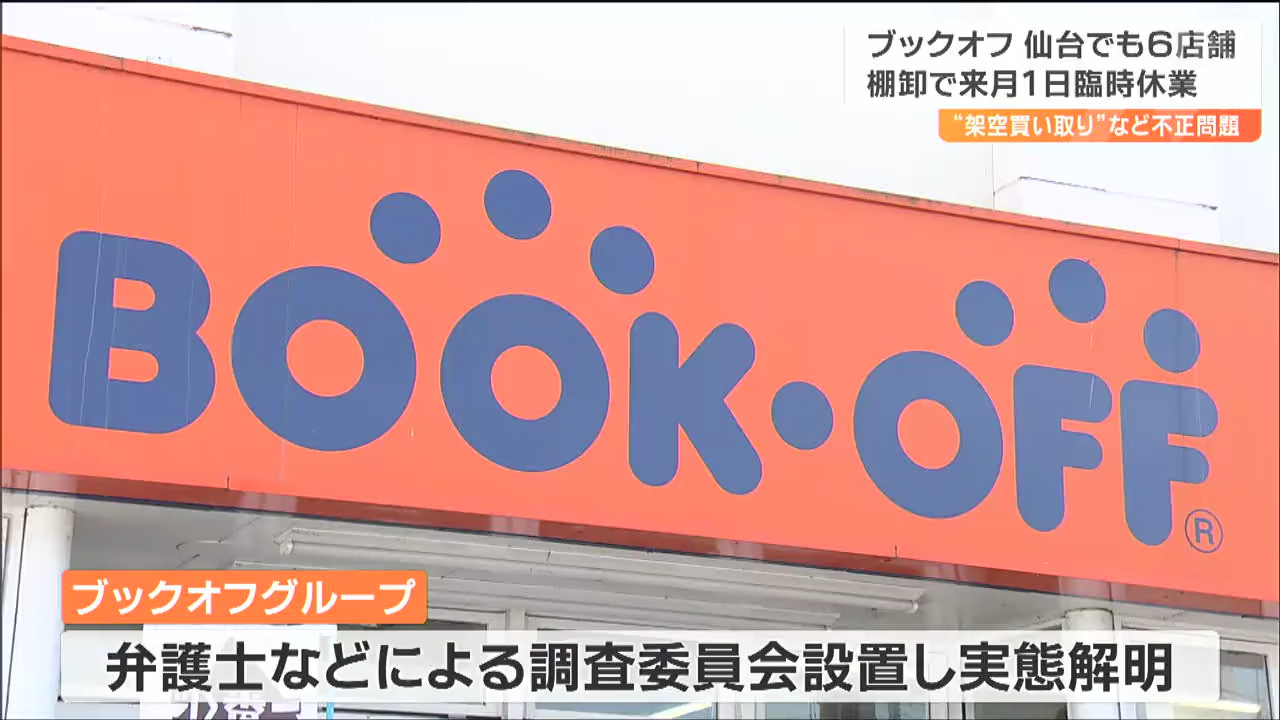 ブックオフ 仙台でも6店舗
棚卸で来月1日臨時休業
“架空買い取り”など不正問題
BOOK・OFF
®
ブックオフグループ
弁護士などによる調査委員会設置し実態解明